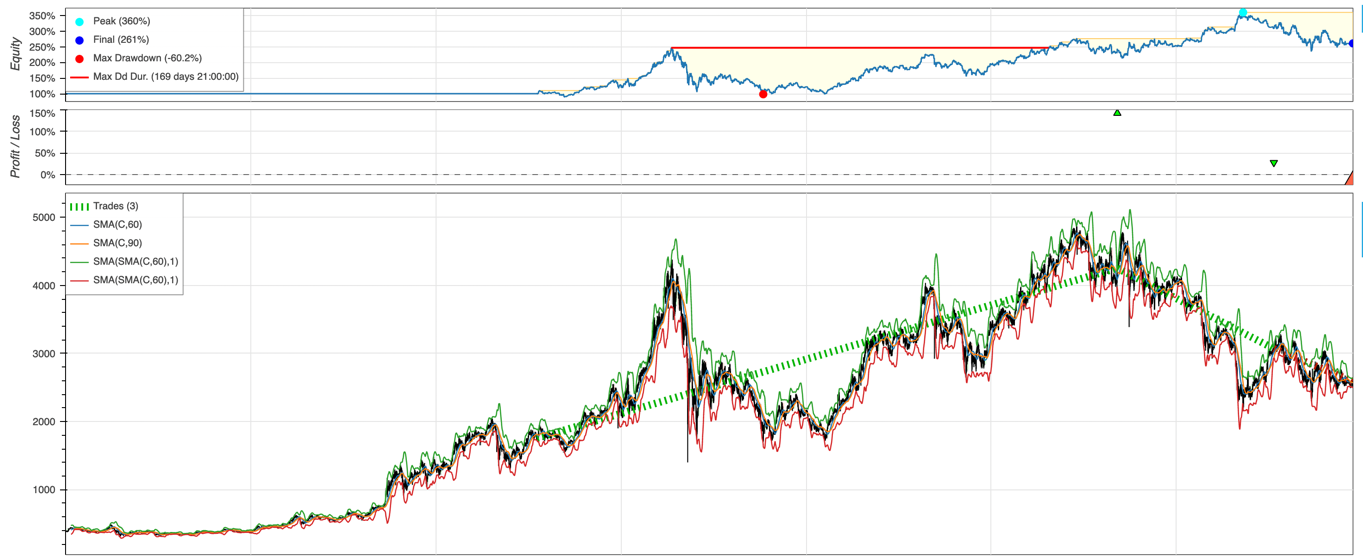 Equity
350%
300%
250%
200%
150%
100%
Peak (360%)
Final (261%)
Max Drawdown (-60.2%)
Max Dd Dur. (169 days 21:00:00)
Profit / Loss
150%
100%
50%
0%
5000
4000
3000
2000
1000
Trades (3)
SMA(C,60)
SMA(C,90)
SMA(SMA(C,60),1)
SMA(SMA(C,60),1)